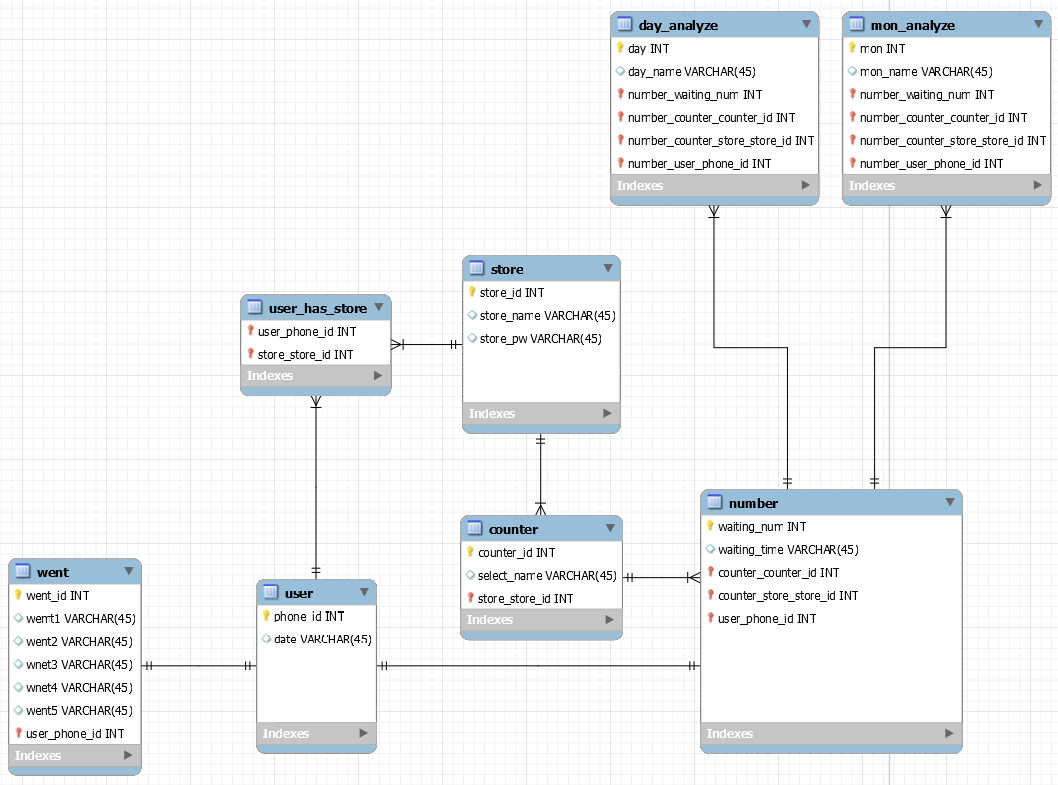 day_analyze
day INT
day_name VARCHAR(45)
number_waiting_num INT
number_counter_counter_id INT
number_counter_store_store_id INT
number_user_phone_id INT
Indexes
mon_analyze
mon INT
mon_name VARCHAR(45)
number_waiting_num INT
number_counter_counter_id INT
number_counter_store_store_id INT
number_user_phone_id INT
Indexes
store
store_id INT
store_name VARCHAR(45)
store_pw VARCHAR(45)
Indexes
user_has_store
user_phone_id INT
store_store_id INT
Indexes
number
waiting_num INT
waiting_time VARCHAR(45)
counter_counter_id INT
counter_store_store_id INT
user_phone_id INT
Indexes
counter
counter_id INT
select_name VARCHAR(45)
store_store_id INT
Indexes
went
went_id INT
wemt1 VARCHAR(45)
went2 VARCHAR(45)
wnet3 VARCHAR(45)
wnet4 VARCHAR(45)
went5 VARCHAR(45)
user_phone_id INT
Indexes
user
phone_id INT
date VARCHAR(45)
Indexes